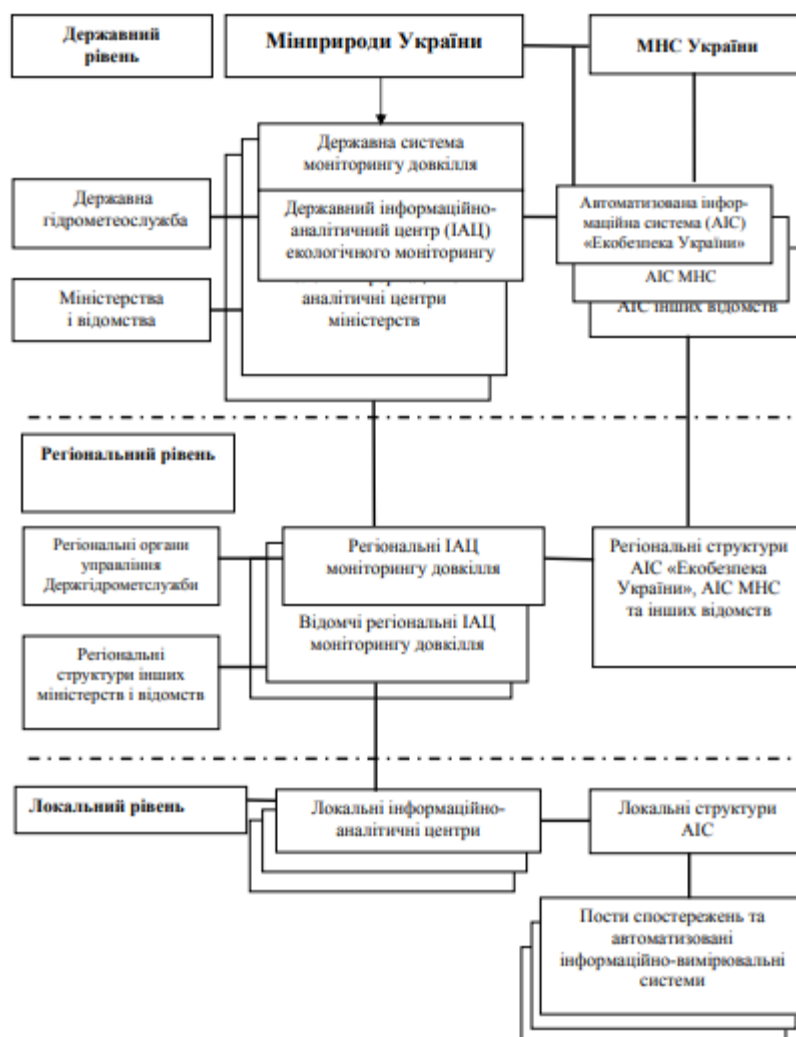 Державний
рівень
Мінприроди України
МНС України
Державна система
моніторингу довкілля
Державна
гідрометеослужба
Державний інформаційно-
аналітичний центр (ІАЦ)
екологічного моніторингу
Автоматизована інфор-
маційна система (АІС)
«Екобезпека України»
АІС МНС
АІС інших відомств
Міністерства
і відомства
аналітичні центри
міністерств
Регіональний рівень
Регіональні органи
управління
Держгідрометслужби
Регіональні ІАЦ
моніторингу довкілля
Регіональні структури
АІС «Екобезпека
України», АІС МНС
та інших відомств
Відомчі регіональні ІАЦ
моніторингу довкілля
Регіональні
структури інших
міністерств і відомств
Локальний рівень
Локальні інформаційно-
аналітичні центри
Локальні структури
АІС
Пости спостережень та
автоматизовані
інформаційно-вимірювальні
системи